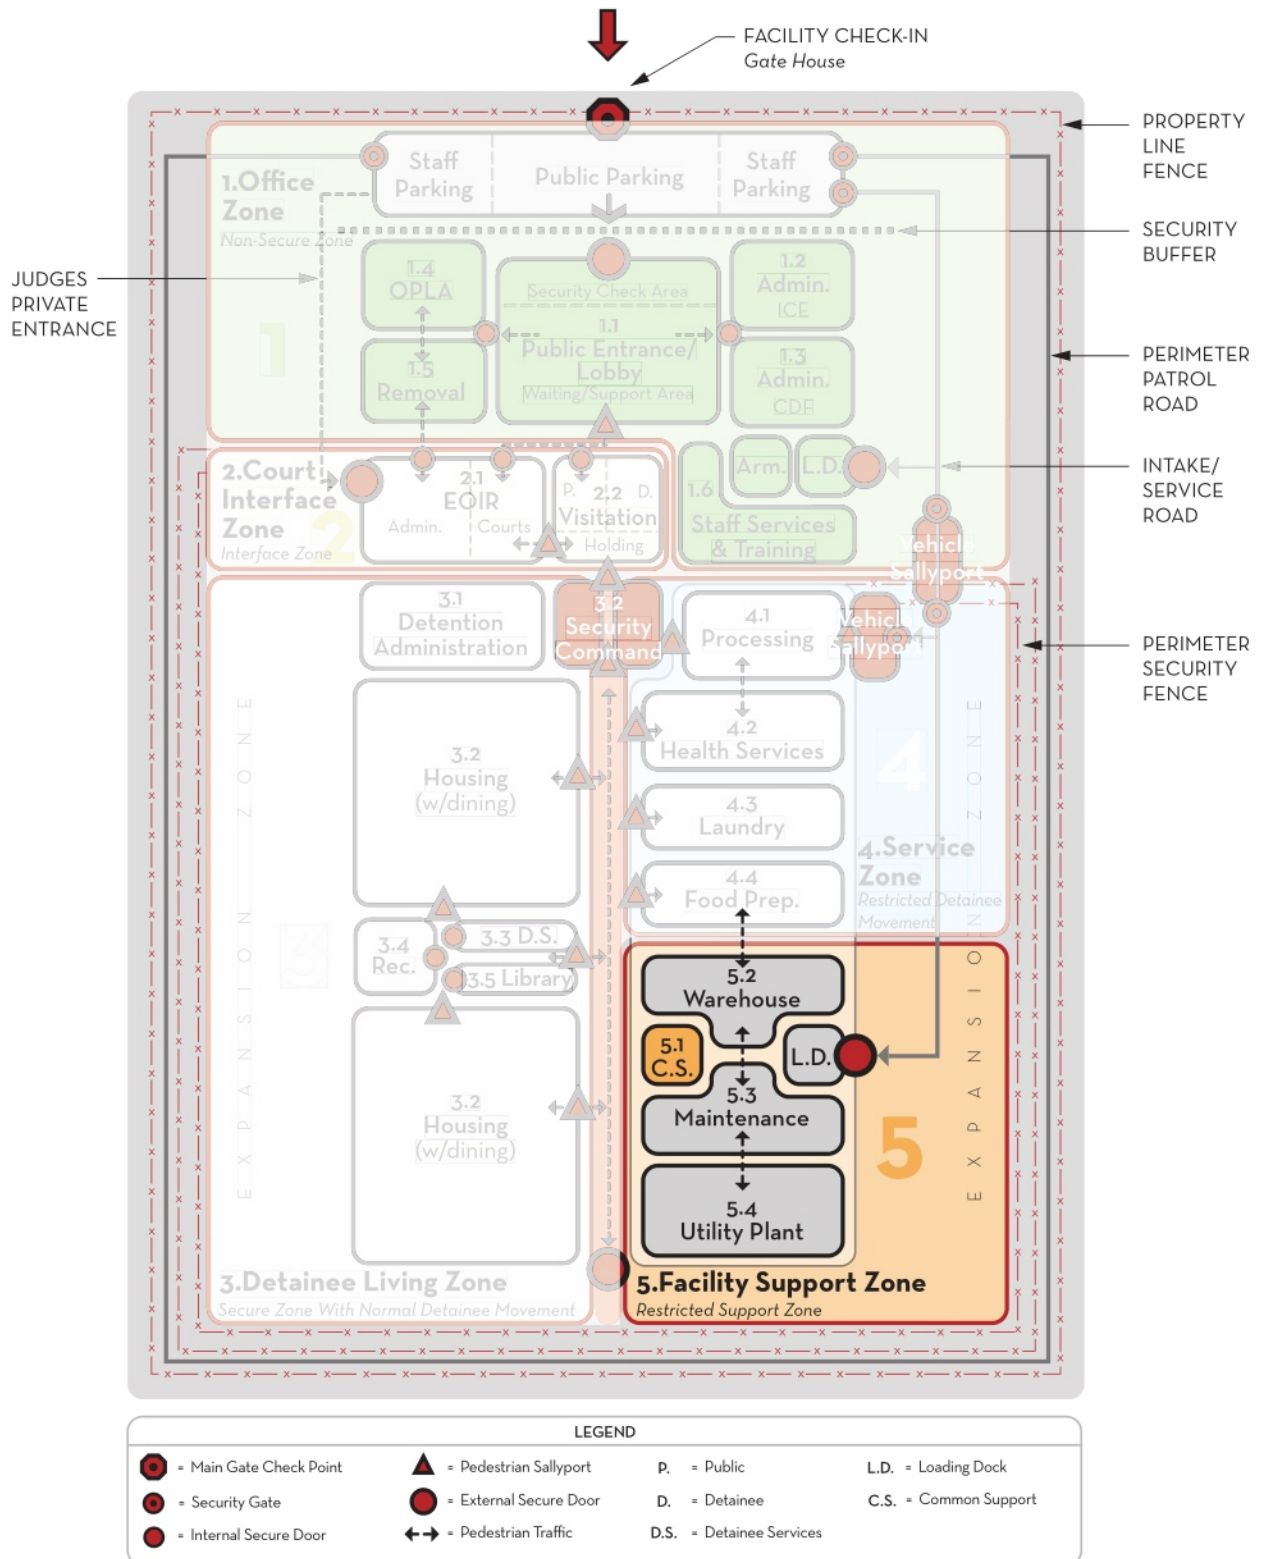 FACILITY CHECK-IN
Gate House
PROPERTY
LINE
FENCE
Staff
Parking
Public Parking
Staff
Parking
1.Office
Zone
Non-Secure Zone
SECURITY
BUFFER
JUDGES
PRIVATE
ENTRANCE
1.4
OPLA
Security Check Area
1.2
Admin.
ICE
1
1.1
Public Entrance/
Lobby
Waiting/Support Area
1.5
Removal
1.3
Admin.
CDF
PERIMETER
PATROL
ROAD
2.Court
Interface
Zone
Interface Zone
2
2.1
EOIR
Admin.
Courts
P.
2.2
D.
Visitation
Holding
1.6
Arm.
L.D.
Staff Services
& Training
INTAKE/
SERVICE
ROAD
Vehicle
Sallyport
3.1
Detention
Administration
3.2
Security
Command
4.1
Processing
Vehicle
Sallyport
PERIMETER
SECURITY
FENCE
EXPANSION ZONE
3.2
Housing
(w/dining)
4.2
Health Services
4
EXPANSION ZONE
4.3
Laundry
4.Service
Zone
Restricted Detainee
Movement
4.4
Food Prep.
3.4
Rec.
3.3 D.S.
3.5 Library
3
5.2
Warehouse
5.1
C.S.
L.D.
5.3
Maintenance
5
3.2
Housing
(w/dining)
5.4
Utility Plant
3.Detainee Living Zone
Secure Zone With Normal Detainee Movement
5.Facility Support Zone
Restricted Support Zone
LEGEND
= Main Gate Check Point
= Pedestrian Sallyport
P. = Public
L.D. = Loading Dock
= Security Gate
= External Secure Door
D. = Detainee
C.S. = Common Support
= Internal Secure Door
= Pedestrian Traffic
D.S. = Detainee Services